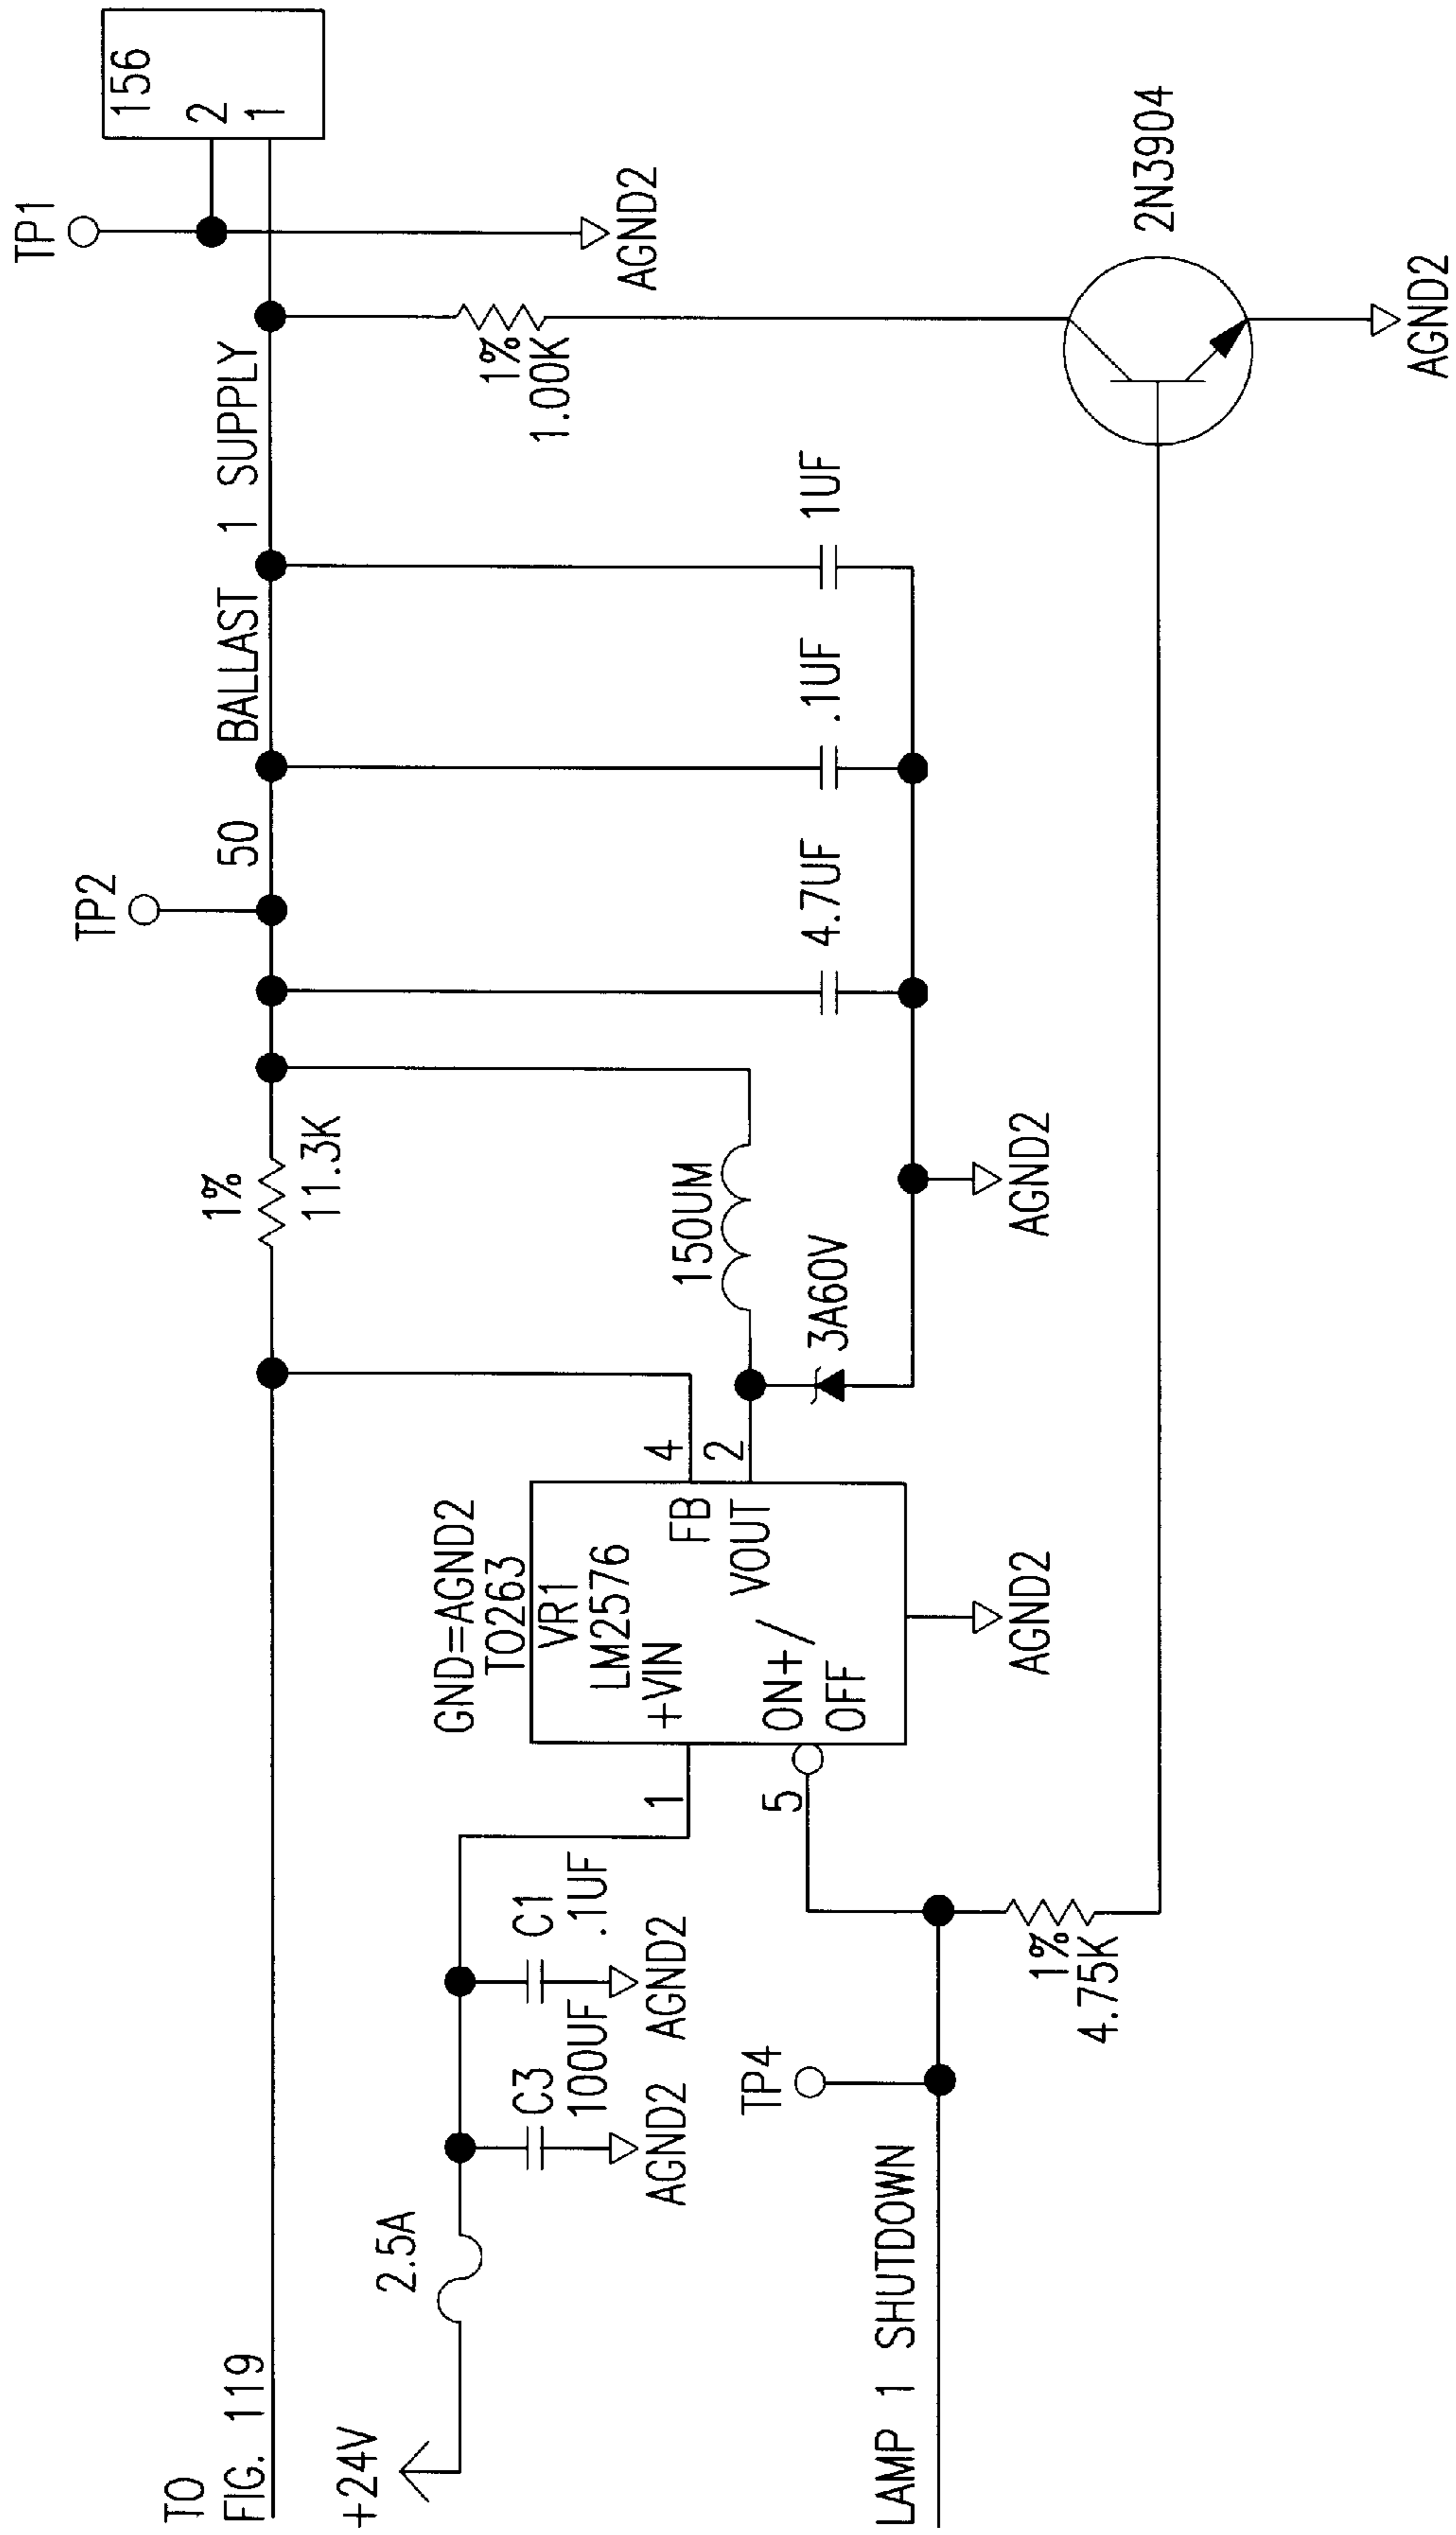 TO
FIG. 119
1%
11.3K
TP2
50 BALLAST 1 SUPPLY
TP1
156
2
1
AGND2
+24V
2.5A
C3
100UF
AGND2
C1
.1UF
AGND2
GND=AGND2
TO263
VR1
LM2576
+VIN
FB
VOUT
ON+/
OFF
1
5
4
2
AGND2
150UM
3A60V
AGND2
4.7UF
.1UF
1UF
1%
1.00K
2N3904
AGND2
TP4
LAMP 1 SHUTDOWN
1%
4.75K